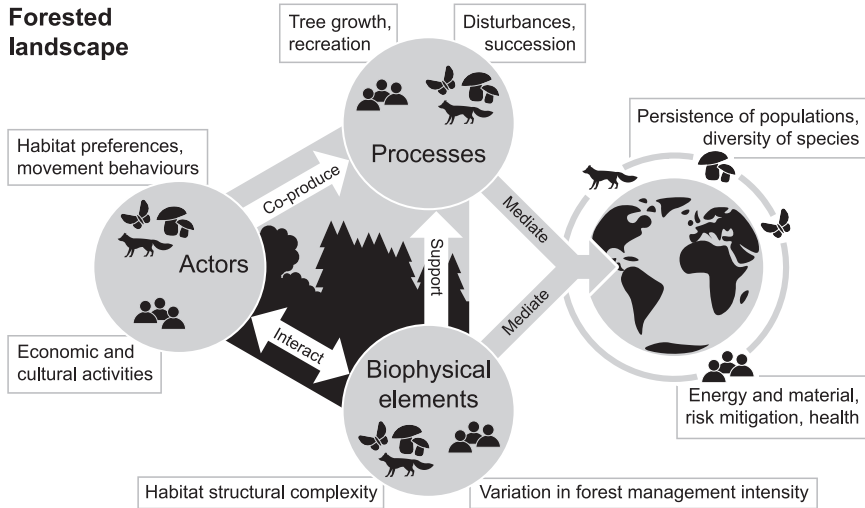 Forested
landscape
Tree growth,
recreation
Disturbances,
succession
Processes
Persistence of populations,
diversity of species
Habitat preferences,
movement behaviours
Co-produce
Mediate
Actors
Support
Mediate
Interact
Economic and
cultural activities
Biophysical
elements
Energy and material,
risk mitigation, health
Habitat structural complexity
Variation in forest management intensity